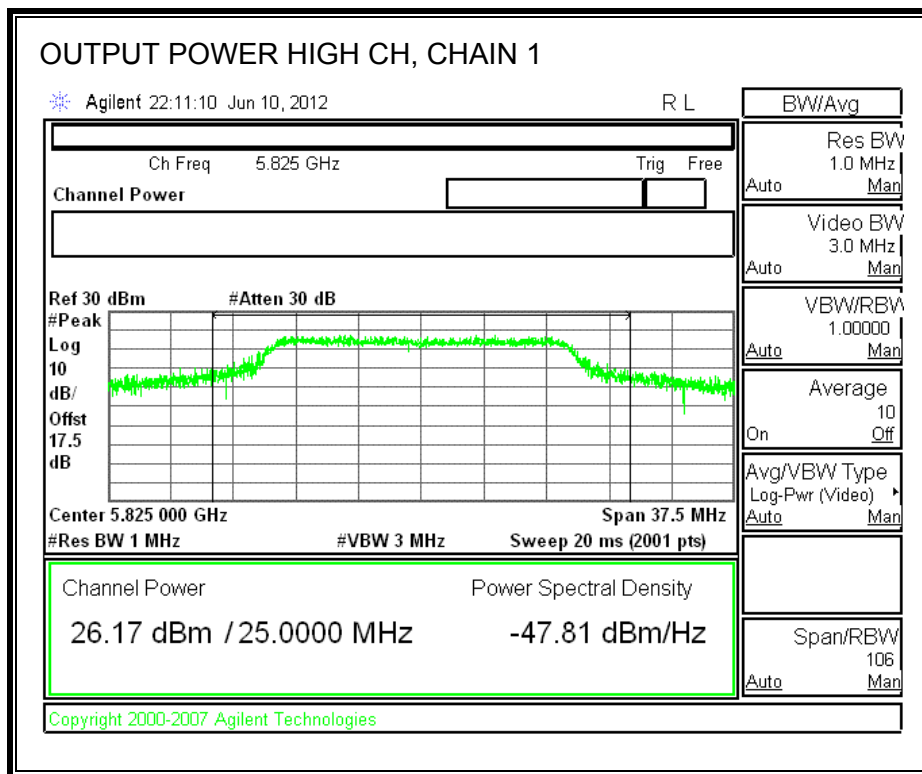 OUTPUT POWER HIGH CH, CHAIN 1
Agilent 22:11:10 Jun 10, 2012 R L
BW/Avg
Ch Freq 5.825 GHz Trig Free
Channel Power
Res BW
1.0 MHz
Auto Man
Video BW
3.0 MHz
Auto Man
VBW/RBW
1.00000
Auto Man
Average
10
On Off
Avg/VBW Type
Log-Pwr (Video)
Auto Man
Span/RBW
106
Auto Man
Ref 30 dBm #Atten 30 dB
#Peak
Log
10
dB/
Offst
17.5
dB
Center 5.825 000 GHz Span 37.5 MHz
#Res BW 1 MHz #VBW 3 MHz Sweep 20 ms (2001 pts)
Channel Power Power Spectral Density
26.17 dBm / 25.0000 MHz -47.81 dBm/Hz
Copyright 2000-2007 Agilent Technologies